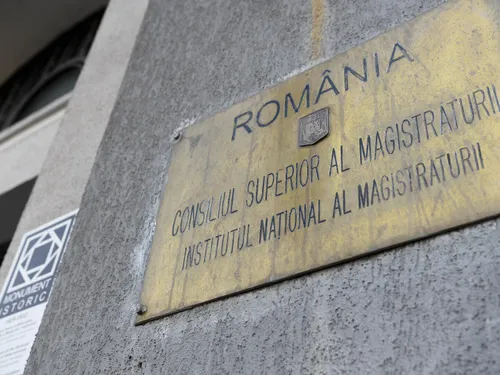 ROMÂNIA
CONSILIUL SUPERIOR AL MAGISTRATURII
INSTITUTUL NAȚIONAL AL MAGISTRATURII
MONUMENT
ISTORIC